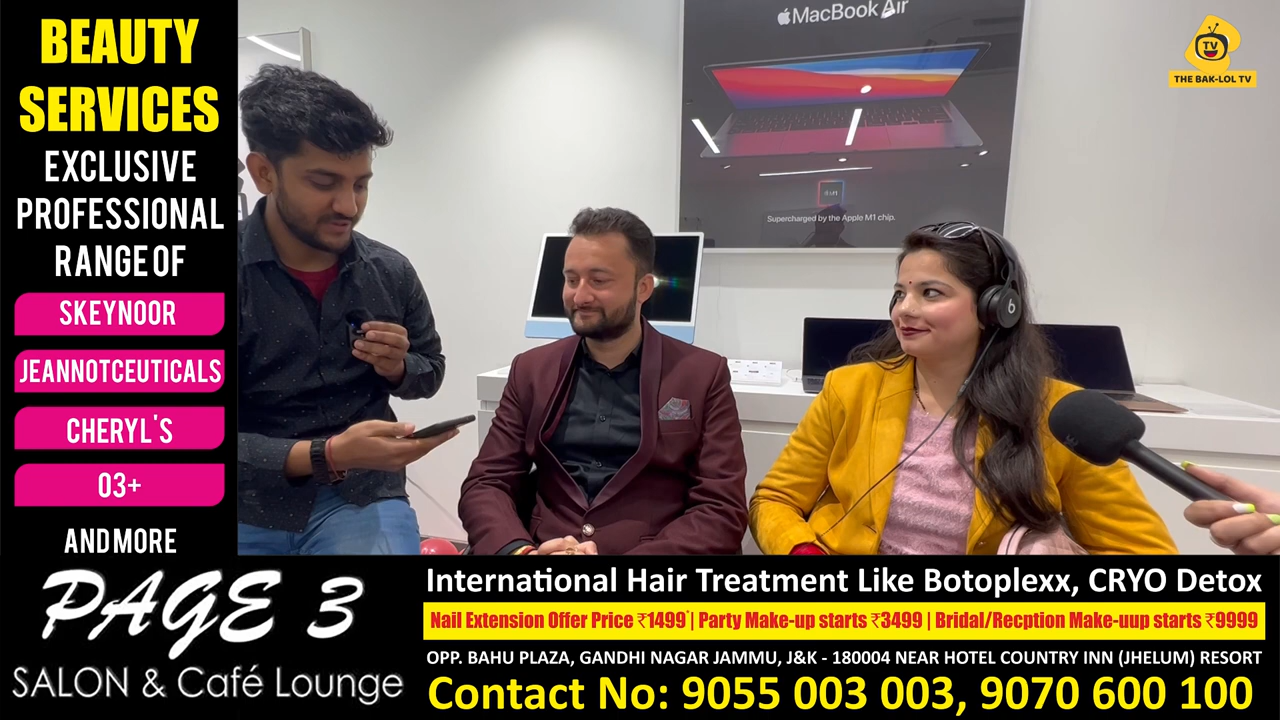 BEAUTY
SERVICES
EXCLUSIVE
PROFESSIONAL
RANGE OF
SKEYNOOR
JEANNOTCEUTICALS
CHERYL'S
03+
AND MORE
MacBook Air
Supercharged by the Apple M1 chip.
TV
THE BAK-LOL TV
PAGE 3
SALON & Café Lounge
International Hair Treatment Like Botoplexx, CRYO Detox
Nail Extension Offer Price ₹1499* | Party Make-up starts ₹3499 | Bridal/Recption Make-uup starts ₹9999
OPP. BAHU PLAZA, GANDHI NAGAR JAMMU, J&K - 180004 NEAR HOTEL COUNTRY INN (JHELUM) RESORT
Contact No: 9055 003 003, 9070 600 100